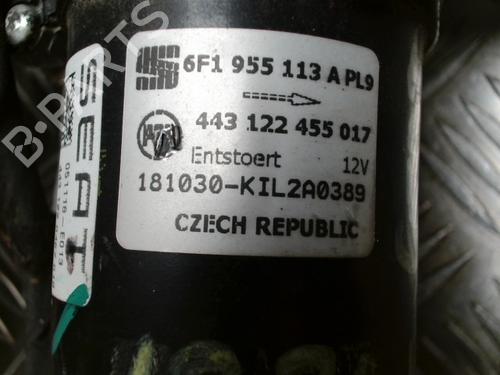 6F1 955 113 A PL9
443 122 455 017
Entstoert 12V
181030-KIL2A0389
CZECH REPUBLIC
SEAT
B-PARTS